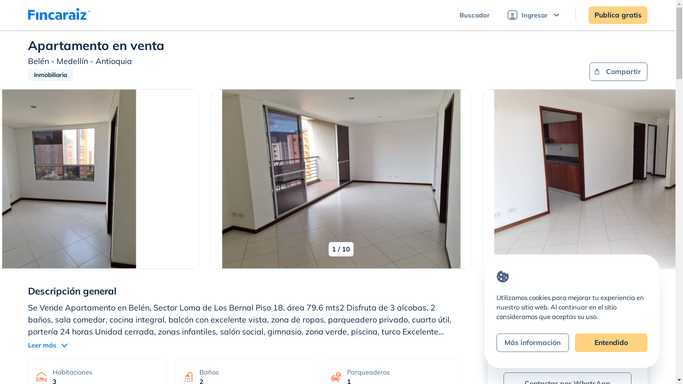 Fincaraiz
Buscador
Ingresar
Publica gratis
Apartamento en venta
Belén - Medellín - Antioquia
Inmobiliaria
Compartir
1 / 10
Descripción general
Se Vende Apartamento en Belén, Sector Loma de Los Bernal Piso 18, área 79.6 mts2 Disfruta de 3 alcobas, 2
baños, sala comedor, cocina integral, balcón con excelente vista, zona de ropas, parqueadero privado, cuarto útil,
portería 24 horas Unidad cerrada, zonas infantiles, salón social, gimnasio, zona verde, piscina, turco Excelente...
Leer más
Habitaciones
3
Baños
2
Parqueaderos
1
Utilizamos cookies para mejorar tu experiencia en
nuestro sitio web. Al continuar en el sitio
consideramos que aceptas su uso.
Más información
Entendido
Contactar por WhatsApp